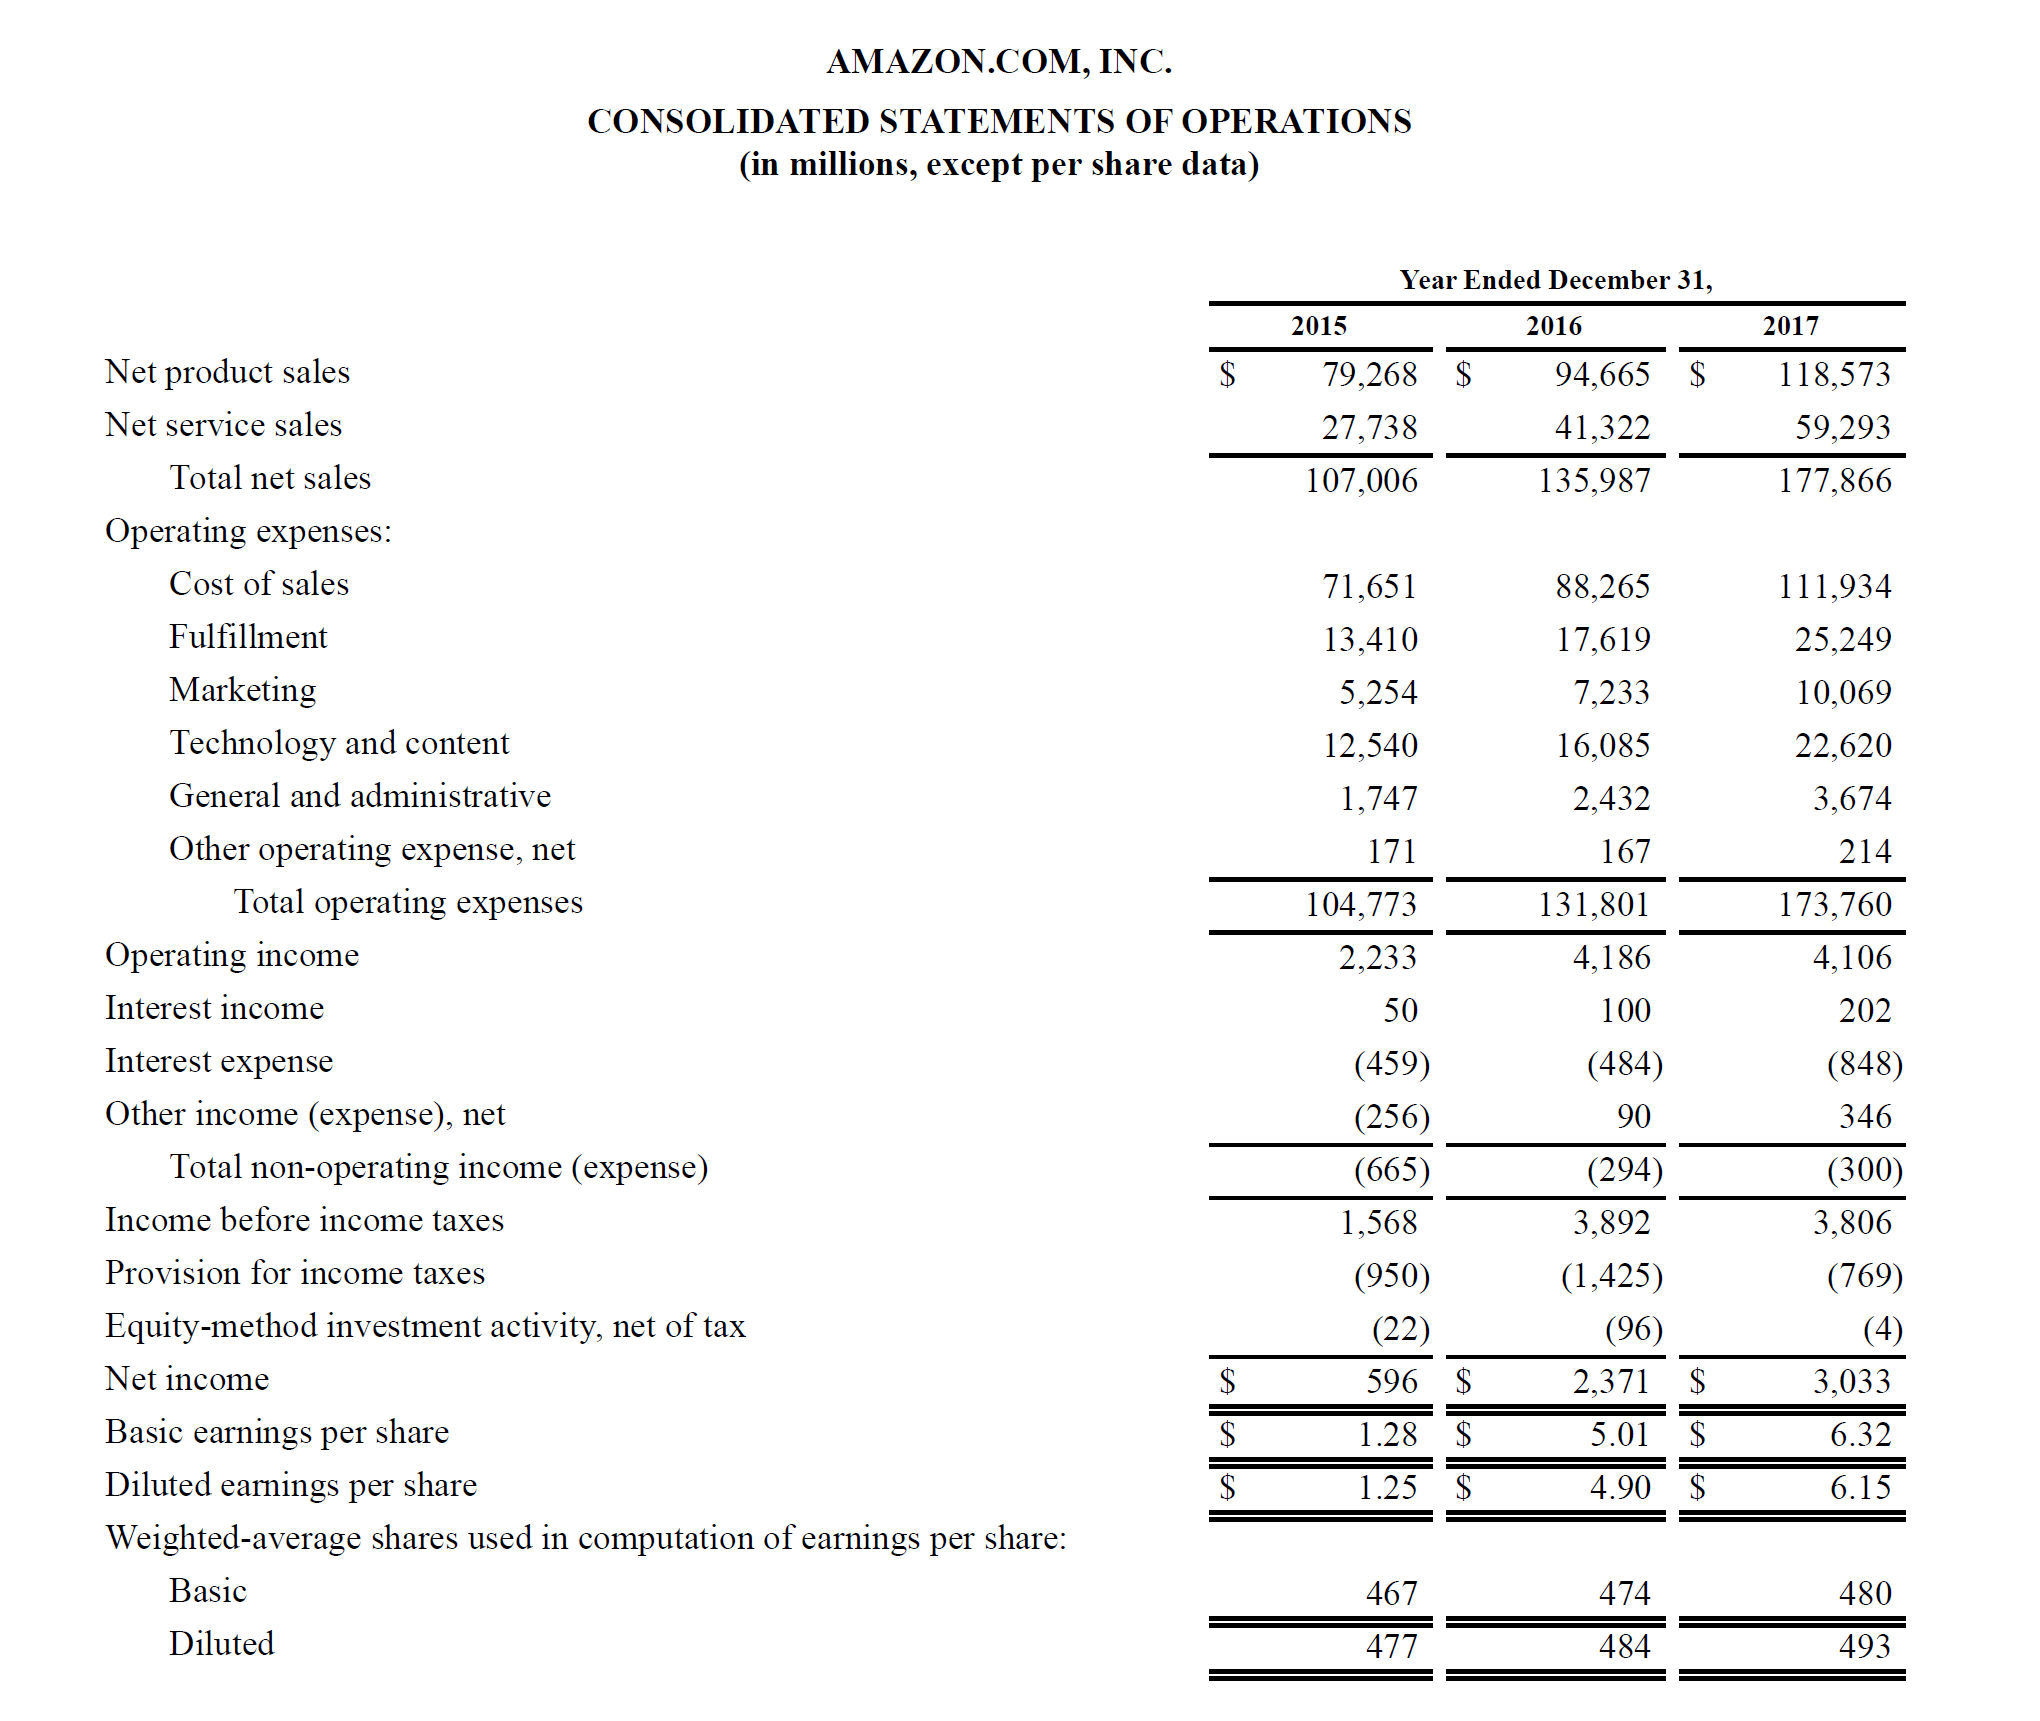 AMAZON.COM, INC.
CONSOLIDATED STATEMENTS OF OPERATIONS
(in millions, except per share data)
Year Ended December 31,
2015 2016 2017
Net product sales $ 79,268 $ 94,665 $ 118,573
Net service sales 27,738 41,322 59,293
Total net sales 107,006 135,987 177,866
Operating expenses:
Cost of sales 71,651 88,265 111,934
Fulfillment 13,410 17,619 25,249
Marketing 5,254 7,233 10,069
Technology and content 12,540 16,085 22,620
General and administrative 1,747 2,432 3,674
Other operating expense, net 171 167 214
Total operating expenses 104,773 131,801 173,760
Operating income 2,233 4,186 4,106
Interest income 50 100 202
Interest expense (459) (484) (848)
Other income (expense), net (256) 90 346
Total non-operating income (expense) (665) (294) (300)
Income before income taxes 1,568 3,892 3,806
Provision for income taxes (950) (1,425) (769)
Equity-method investment activity, net of tax (22) (96) (4)
Net income $ 596 $ 2,371 $ 3,033
Basic earnings per share $ 1.28 $ 5.01 $ 6.32
Diluted earnings per share $ 1.25 $ 4.90 $ 6.15
Weighted-average shares used in computation of earnings per share:
Basic 467 474 480
Diluted 477 484 493